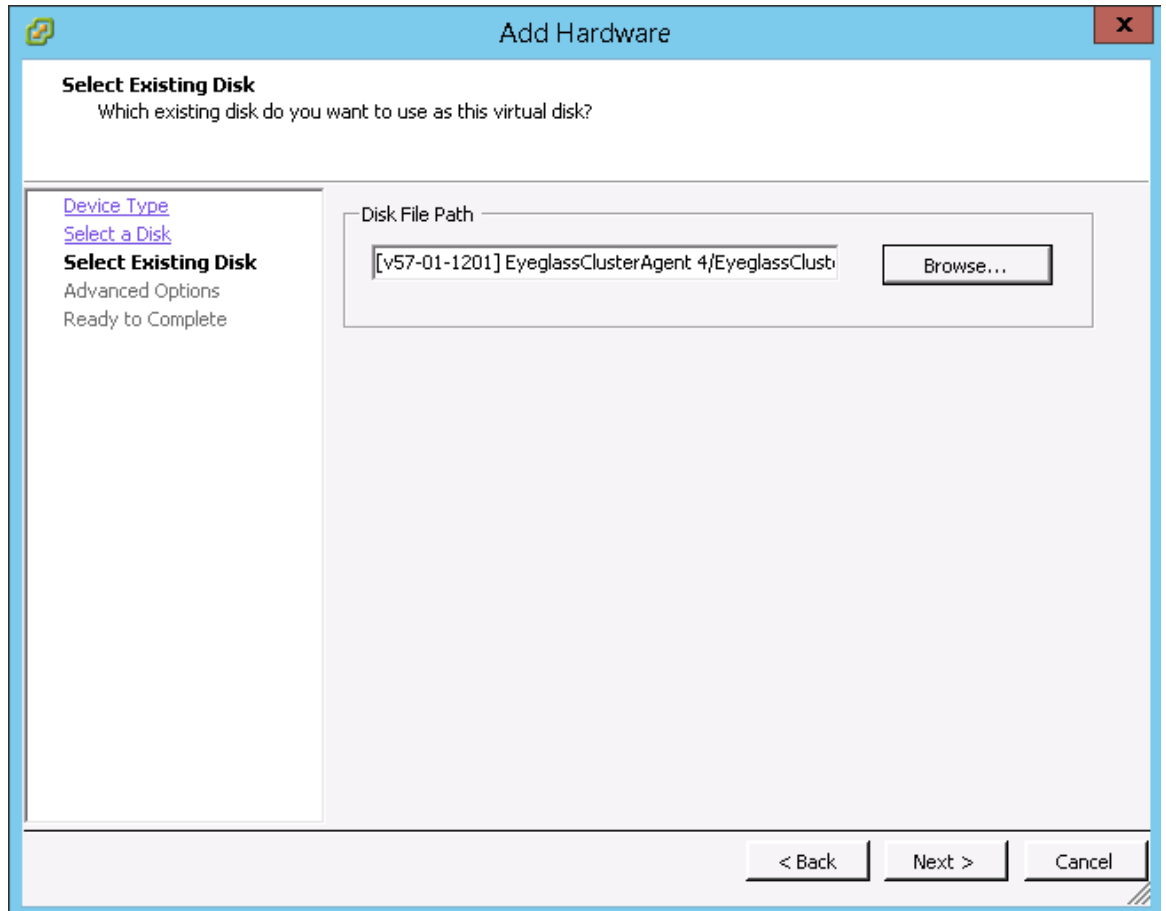 Add Hardware
x
Select Existing Disk
Which existing disk do you want to use as this virtual disk?
Device Type
Select a Disk
Select Existing Disk
Advanced Options
Ready to Complete
Disk File Path
[v57-01-1201] EyeglassClusterAgent 4/EyeglassCluste
Browse...
< Back
Next >
Cancel